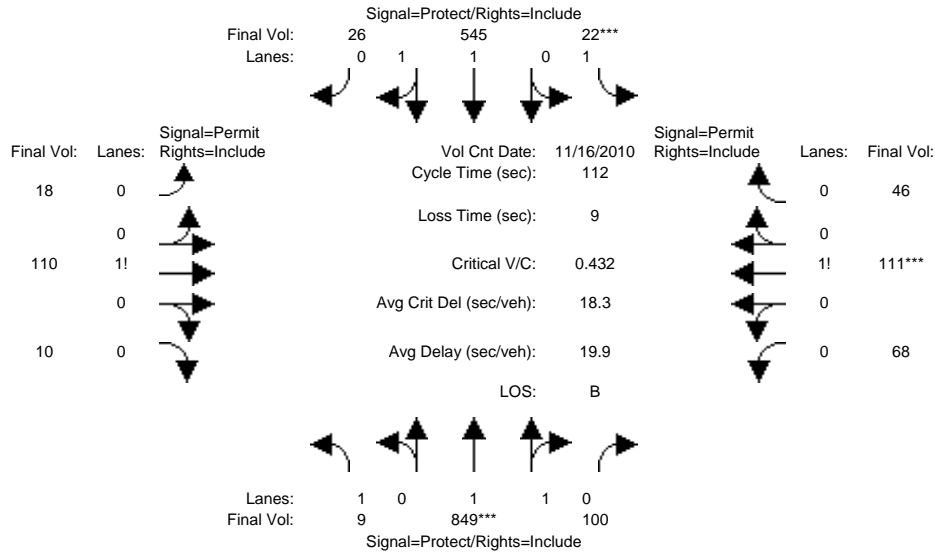 Signal=Protect/Rights=Include
Final Vol: 26 545 22***
Lanes: 0 1 1 0 1
Signal=Permit Signal=Permit
Final Vol: Lanes: Rights=Include Vol Cnt Date: 11/16/2010 Rights=Include Lanes: Final Vol:
Cycle Time (sec): 112
18 0 0 46
Loss Time (sec): 9
0 0
110 1! Critical V/C: 0.432 1! 111***
0 Avg Crit Del (sec/veh): 18.3 0
10 0 Avg Delay (sec/veh): 19.9 0 68
LOS: B
Lanes: 1 0 1 1 0
Final Vol: 9 849*** 100
Signal=Protect/Rights=Include